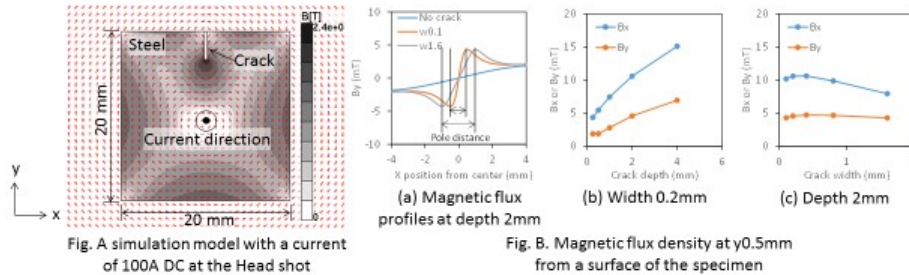 B[T]
2.4e+0
Steel
Crack
20 mm
Current direction
0
y
x
20 mm
Fig. A simulation model with a current
of 100A DC at the Head shot
No crack
w0.1
w1.6
By (mT)
10
5
0
-5
-10
Pole distance
-4 -2 0 2 4
X position from center (mm)
(a) Magnetic flux
profiles at depth 2mm
Bx
By
Bx or By (mT)
20
15
10
5
0
0 2 4 6
Crack depth (mm)
(b) Width 0.2mm
Bx
By
Bx or By (mT)
20
15
10
5
0
0 1
Crack width (mm)
(c) Depth 2mm
Fig. B. Magnetic flux density at y0.5mm
from a surface of the specimen